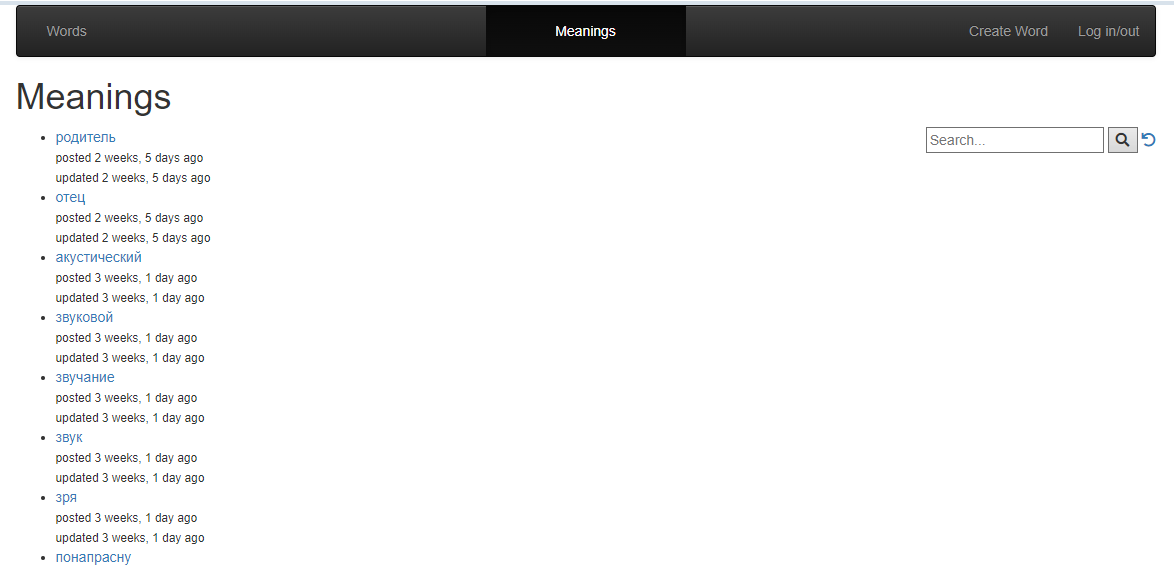 Words Meanings Create Word Log in/out
Meanings
родитель
Search...
posted 2 weeks, 5 days ago
updated 2 weeks, 5 days ago
отец
posted 2 weeks, 5 days ago
updated 2 weeks, 5 days ago
акустический
posted 3 weeks, 1 day ago
updated 3 weeks, 1 day ago
звуковой
posted 3 weeks, 1 day ago
updated 3 weeks, 1 day ago
звучание
posted 3 weeks, 1 day ago
updated 3 weeks, 1 day ago
звук
posted 3 weeks, 1 day ago
updated 3 weeks, 1 day ago
зря
posted 3 weeks, 1 day ago
updated 3 weeks, 1 day ago
понапрасну